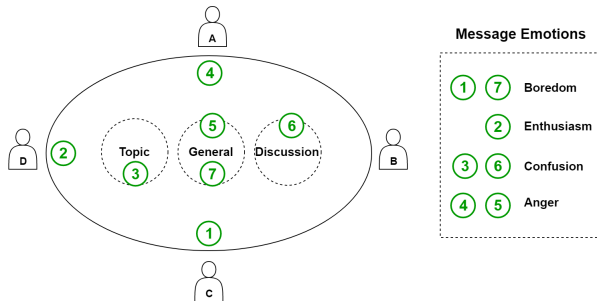 A
Message Emotions
4
1 7 Boredom
5
6
2 Enthusiasm
D
2
Topic
General
Discussion
B
3
7
3 6 Confusion
4 5 Anger
1
C